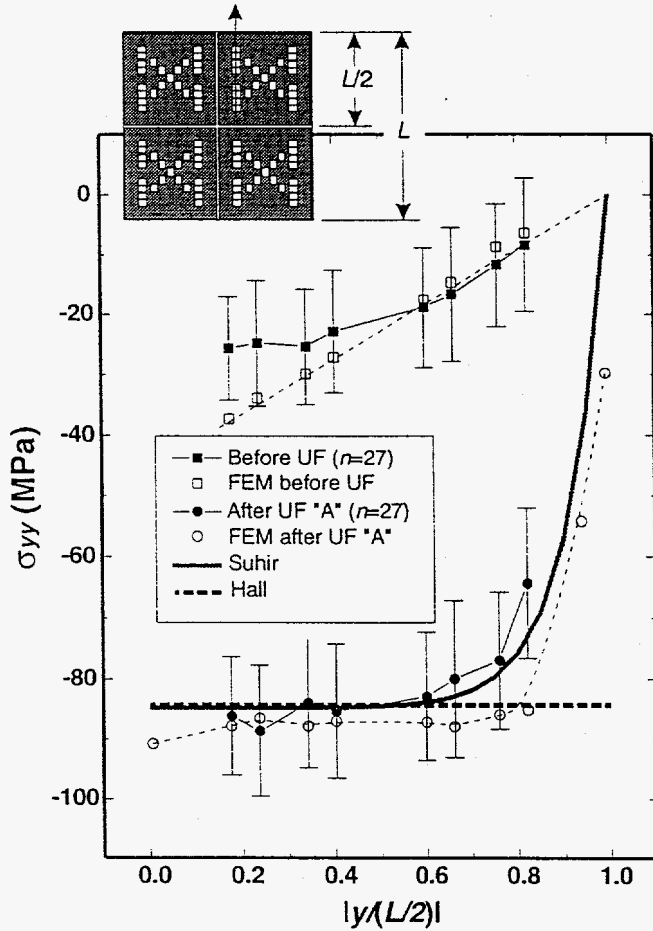 L/2
L
0
-20
-40
-60
-80
-100
σyy (MPa)
Before UF (n=27)
FEM before UF
After UF "A" (n=27)
FEM after UF "A"
Suhir
Hall
0.0 0.2 0.4 0.6 0.8 1.0
|y/(L/2)|